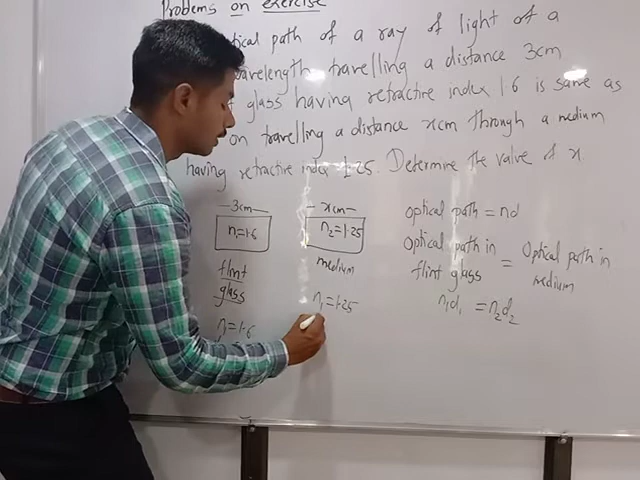 Problems on exercise
tical path of a ray of light of a
wavelength travelling a distance 3cm
glass having refractive index 1.6 is same as
on travelling a distance x cm through a medium
having refractive index 1.25. Determine the value of x.
3cm
x cm
n₁=1.6
n₂=1.25
flint
glass
medium
n₁=1.6
n₁=1.25
Optical path = nd
Optical path in
flint glass
= Optical path in
medium
n₁d₁ = n₂d₂